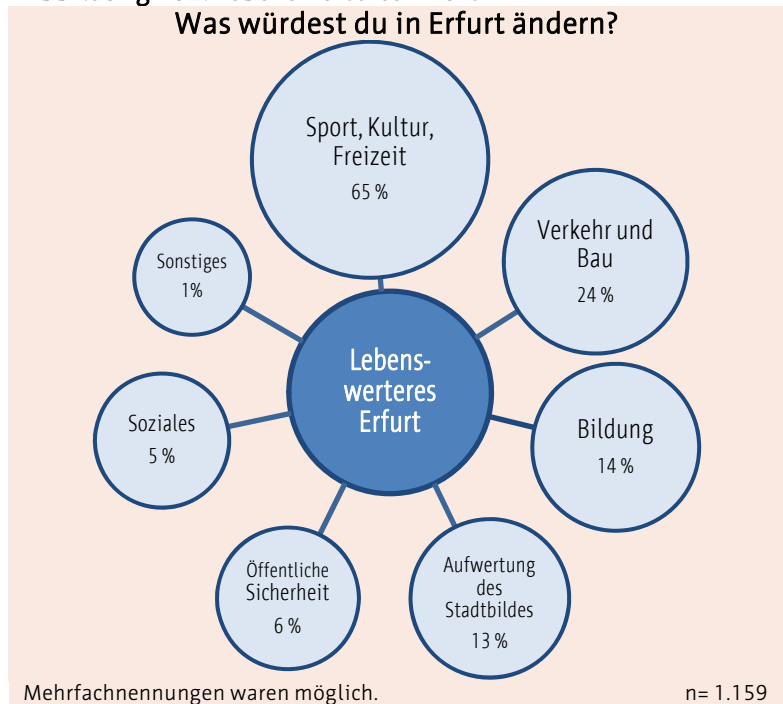 Was würdest du in Erfurt ändern?
Sport, Kultur,
Freizeit
65 %
Verkehr und
Bau
24 %
Sonstiges
1%
Lebens-
werteres
Erfurt
Soziales
5 %
Bildung
14 %
Öffentliche
Sicherheit
6 %
Aufwertung
des
Stadtbildes
13 %
Mehrfachnennungen waren möglich.
n= 1.159